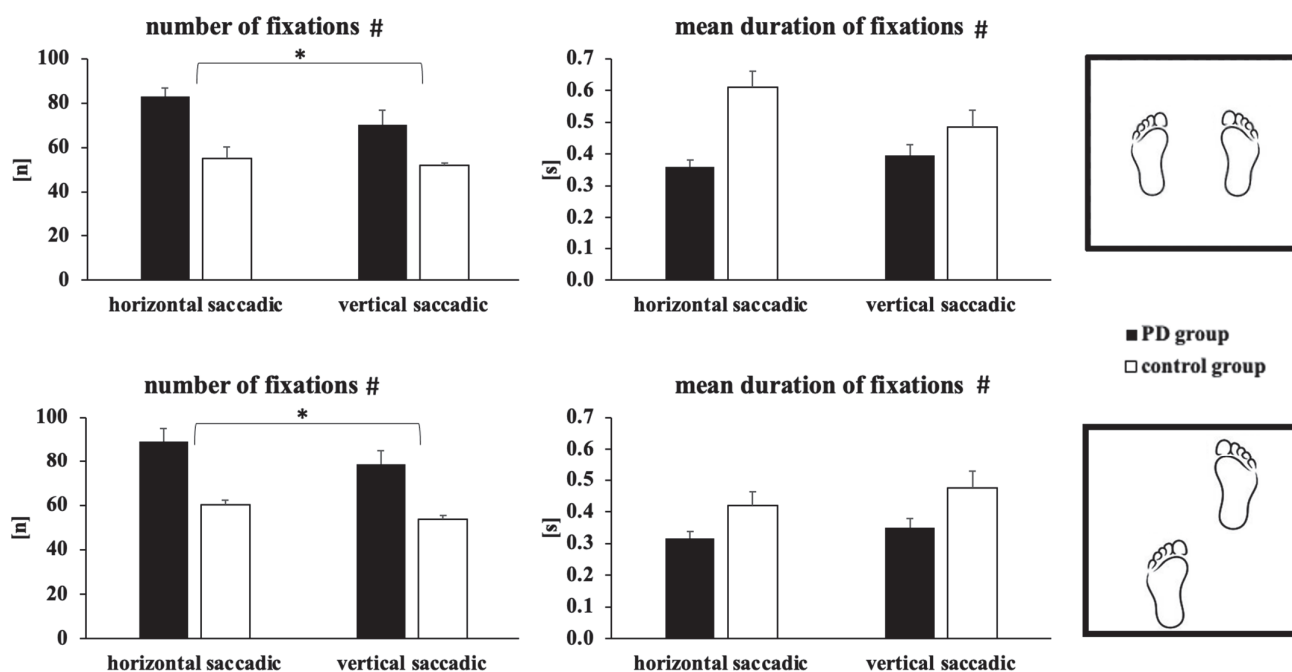 number of fixations #
100
80
60
40
20
0
[n]
*
horizontal saccadic
vertical saccadic
mean duration of fixations #
0.7
0.6
0.5
0.4
0.3
0.2
0.1
0.0
[s]
horizontal saccadic
vertical saccadic
PD group
control group
number of fixations #
100
80
60
40
20
0
[n]
*
horizontal saccadic
vertical saccadic
mean duration of fixations #
0.7
0.6
0.5
0.4
0.3
0.2
0.1
0.0
[s]
horizontal saccadic
vertical saccadic